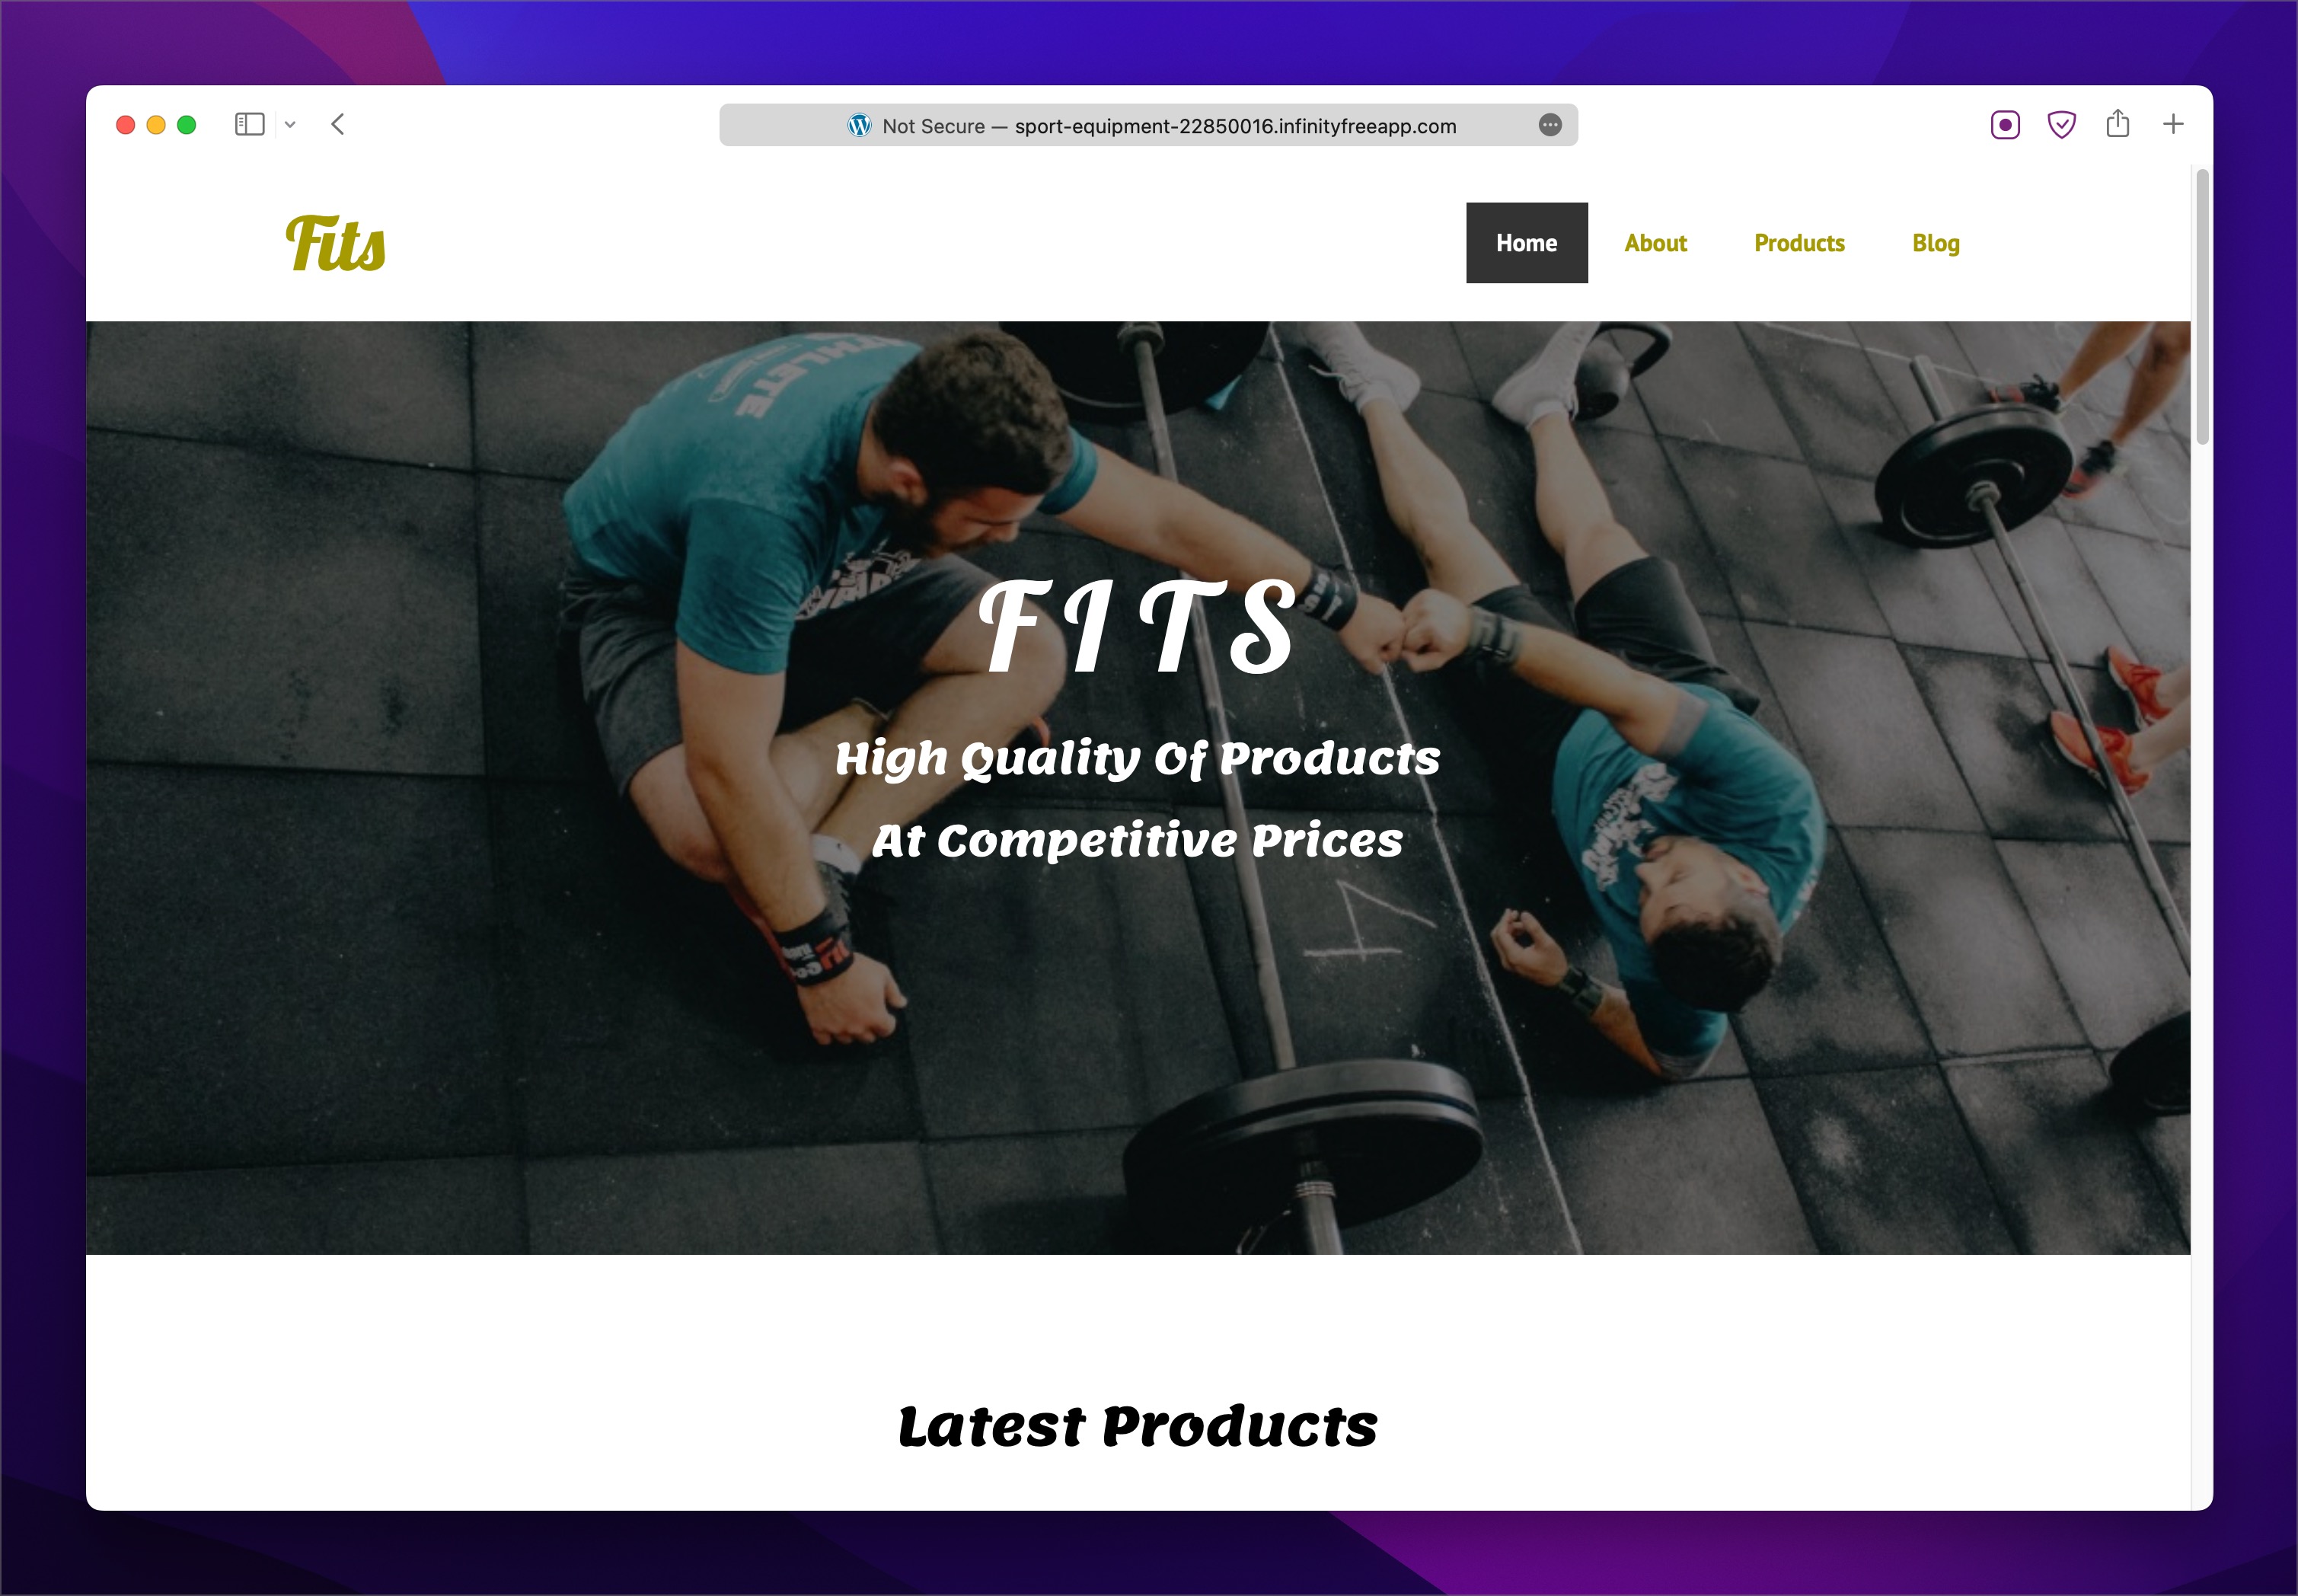 Not Secure — sport-equipment-22850016.infinityfreeapp.com
Fits
Home About Products Blog
ATHLETE
FITS
High Quality Of Products
At Competitive Prices
Latest Products